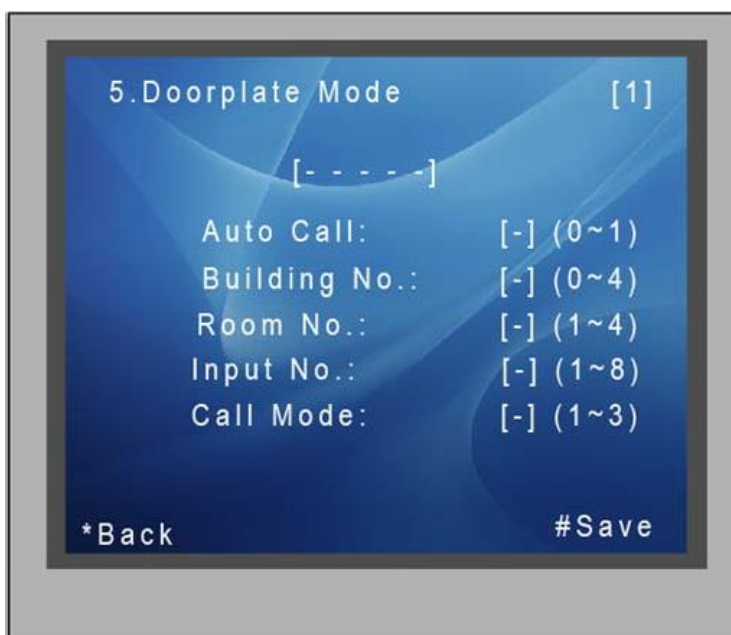 5.Doorplate Mode [1]
[- - - - -]
Auto Call: [-] (0~1)
Building No.: [-] (0~4)
Room No.: [-] (1~4)
Input No.: [-] (1~8)
Call Mode: [-] (1~3)
*Back #Save